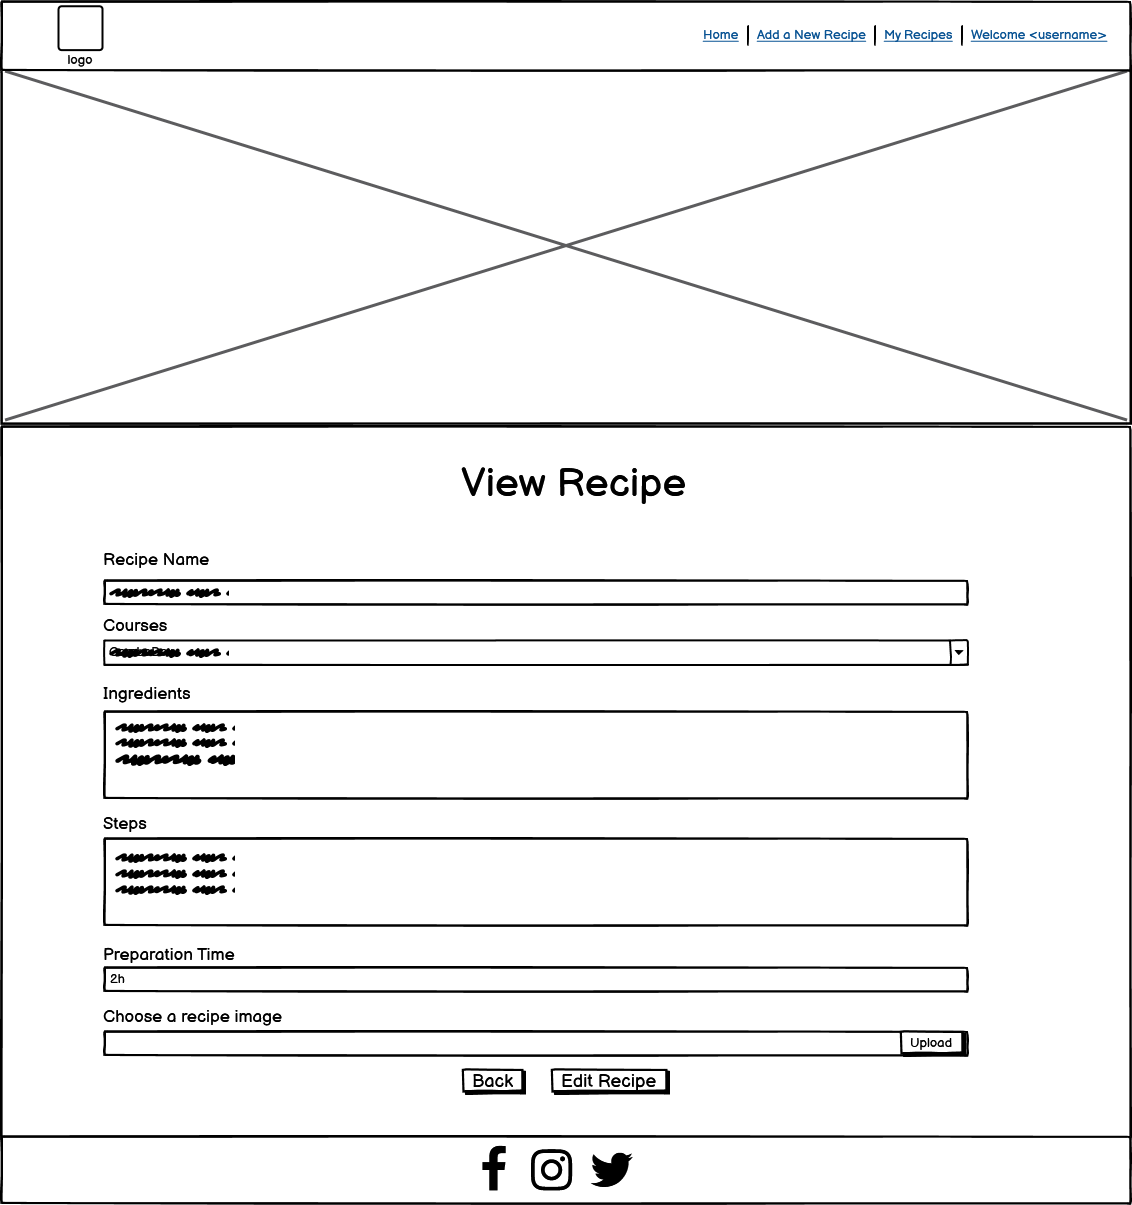 logo
Home
Add a New Recipe
My Recipes
Welcome <username>
View Recipe
Recipe Name
Courses
Ingredients
Steps
Preparation Time
2h
Choose a recipe image
Upload
Back
Edit Recipe